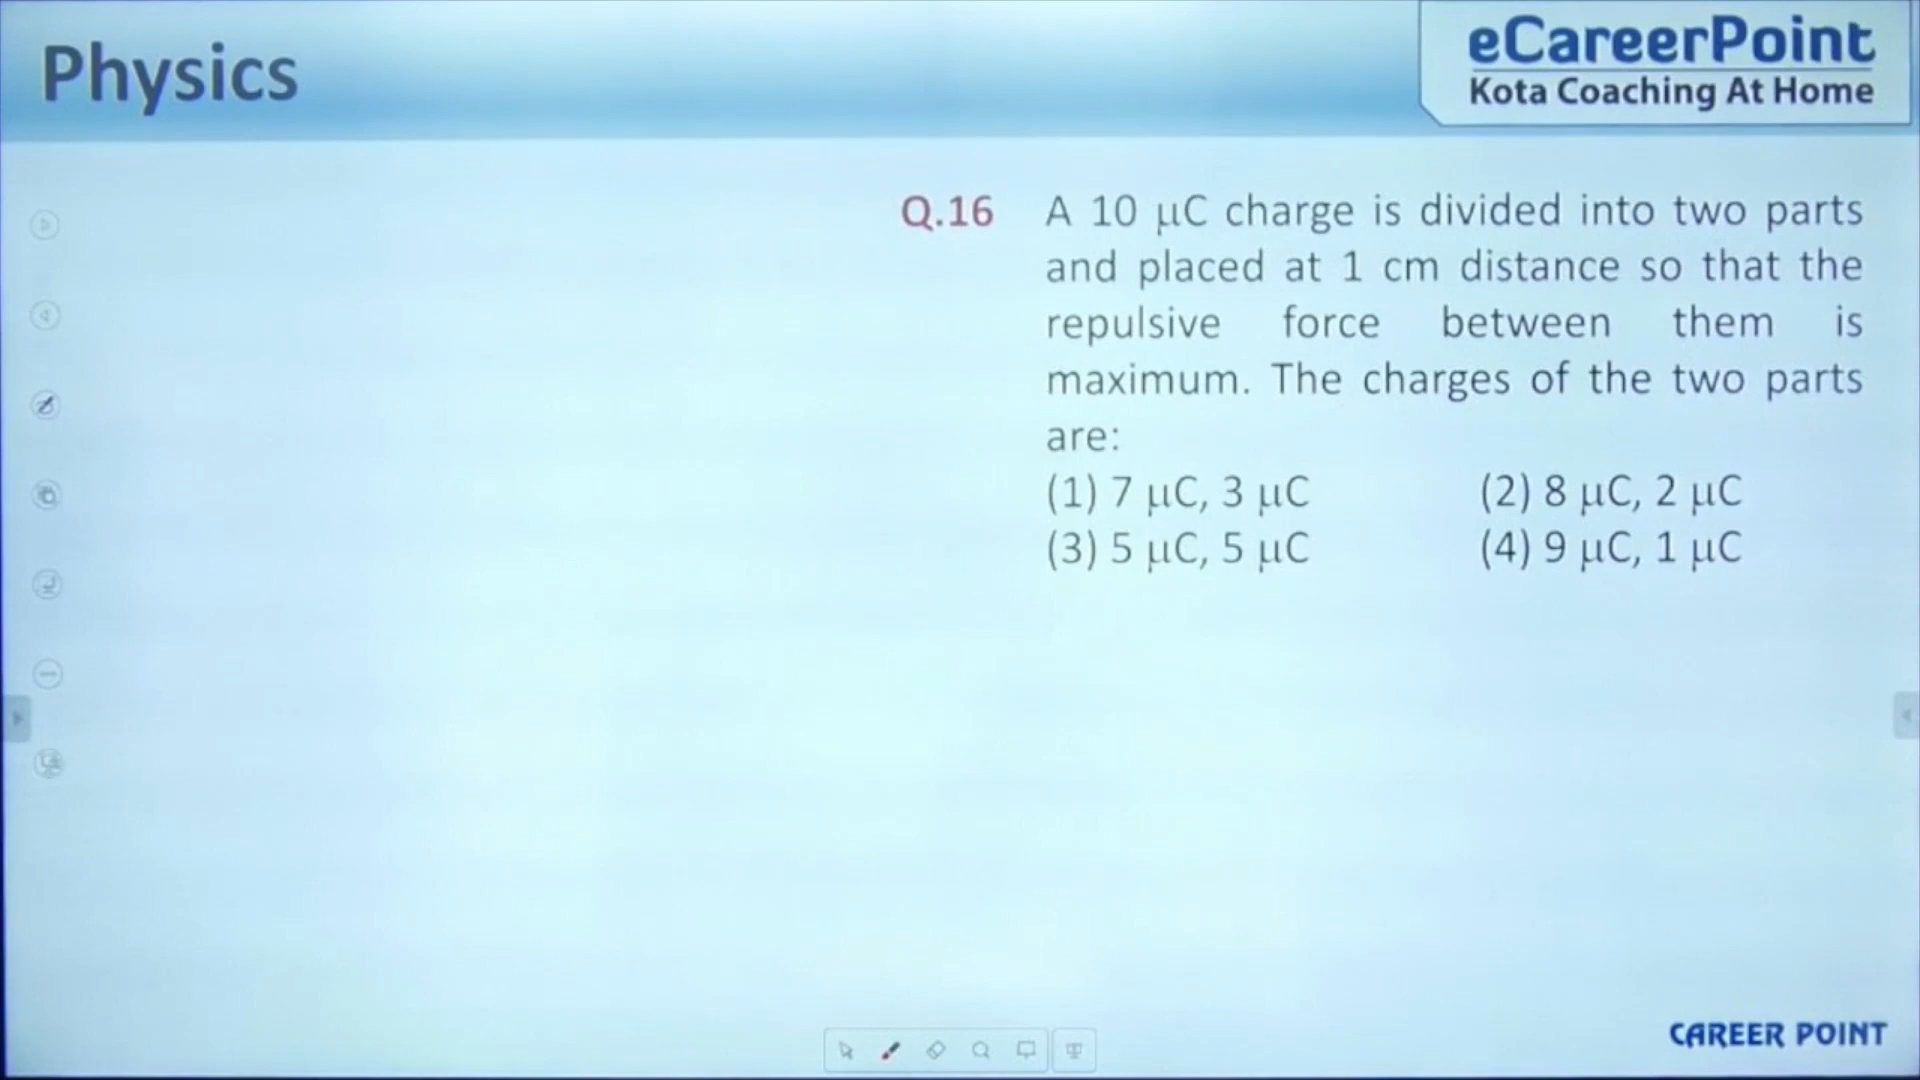 Physics
eCareerPoint
Kota Coaching At Home
Q.16 A 10 μC charge is divided into two parts
and placed at 1 cm distance so that the
repulsive force between them is
maximum. The charges of the two parts
are:
(1) 7 μC, 3 μC (2) 8 μC, 2 μC
(3) 5 μC, 5 μC (4) 9 μC, 1 μC
CAREER POINT